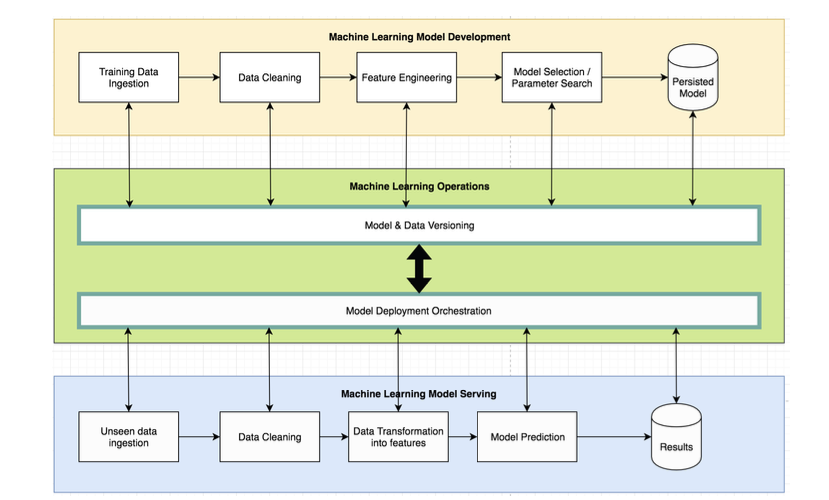 Machine Learning Model Development
Training Data
Ingestion
Data Cleaning
Feature Engineering
Model Selection /
Parameter Search
Persisted
Model
Machine Learning Operations
Model & Data Versioning
Model Deployment Orchestration
Machine Learning Model Serving
Unseen data
ingestion
Data Cleaning
Data Transformation
into features
Model Prediction
Results